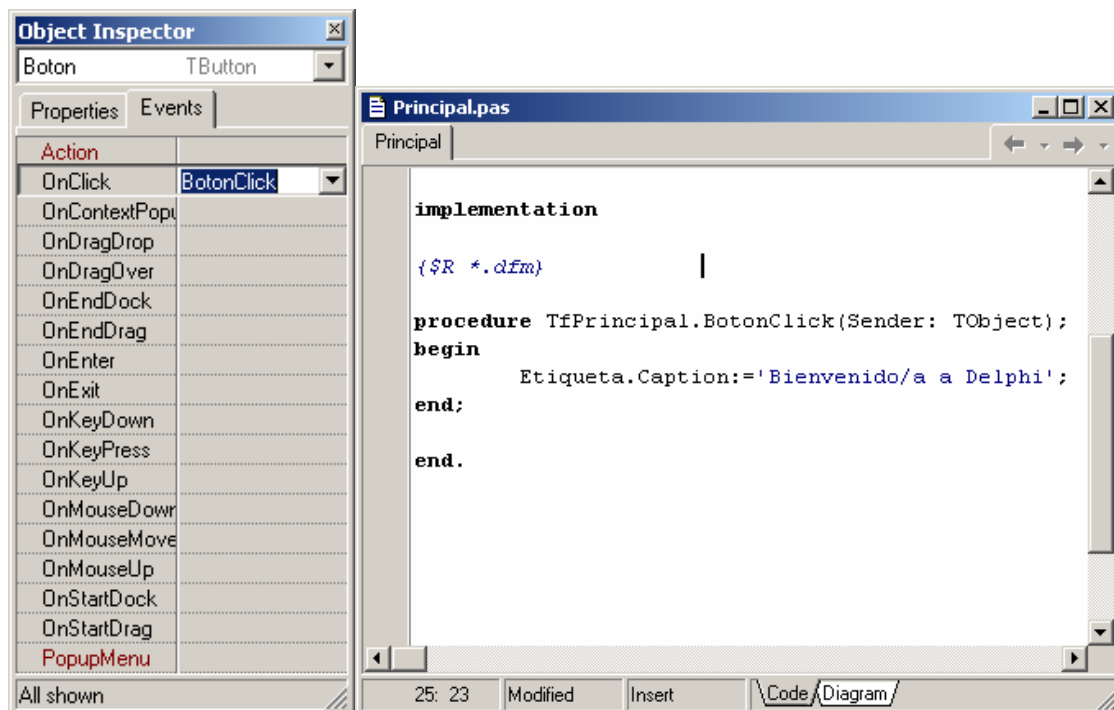 Object Inspector
Boton TButton
Properties Events
Action
OnClick BotonClick
OnContextPopu
OnDragDrop
OnDragOver
OnEndDock
OnEndDrag
OnEnter
OnExit
OnKeyDown
OnKeyPress
OnKeyUp
OnMouseDown
OnMouseMove
OnMouseUp
OnStartDock
OnStartDrag
PopupMenu
All shown
Principal.pas
Principal
implementation
{$R *.dfm}
procedure TfPrincipal.BotonClick(Sender: TObject);
begin
Etiqueta.Caption:='Bienvenido/a a Delphi';
end;
end.
25: 23 Modified Insert Code Diagram